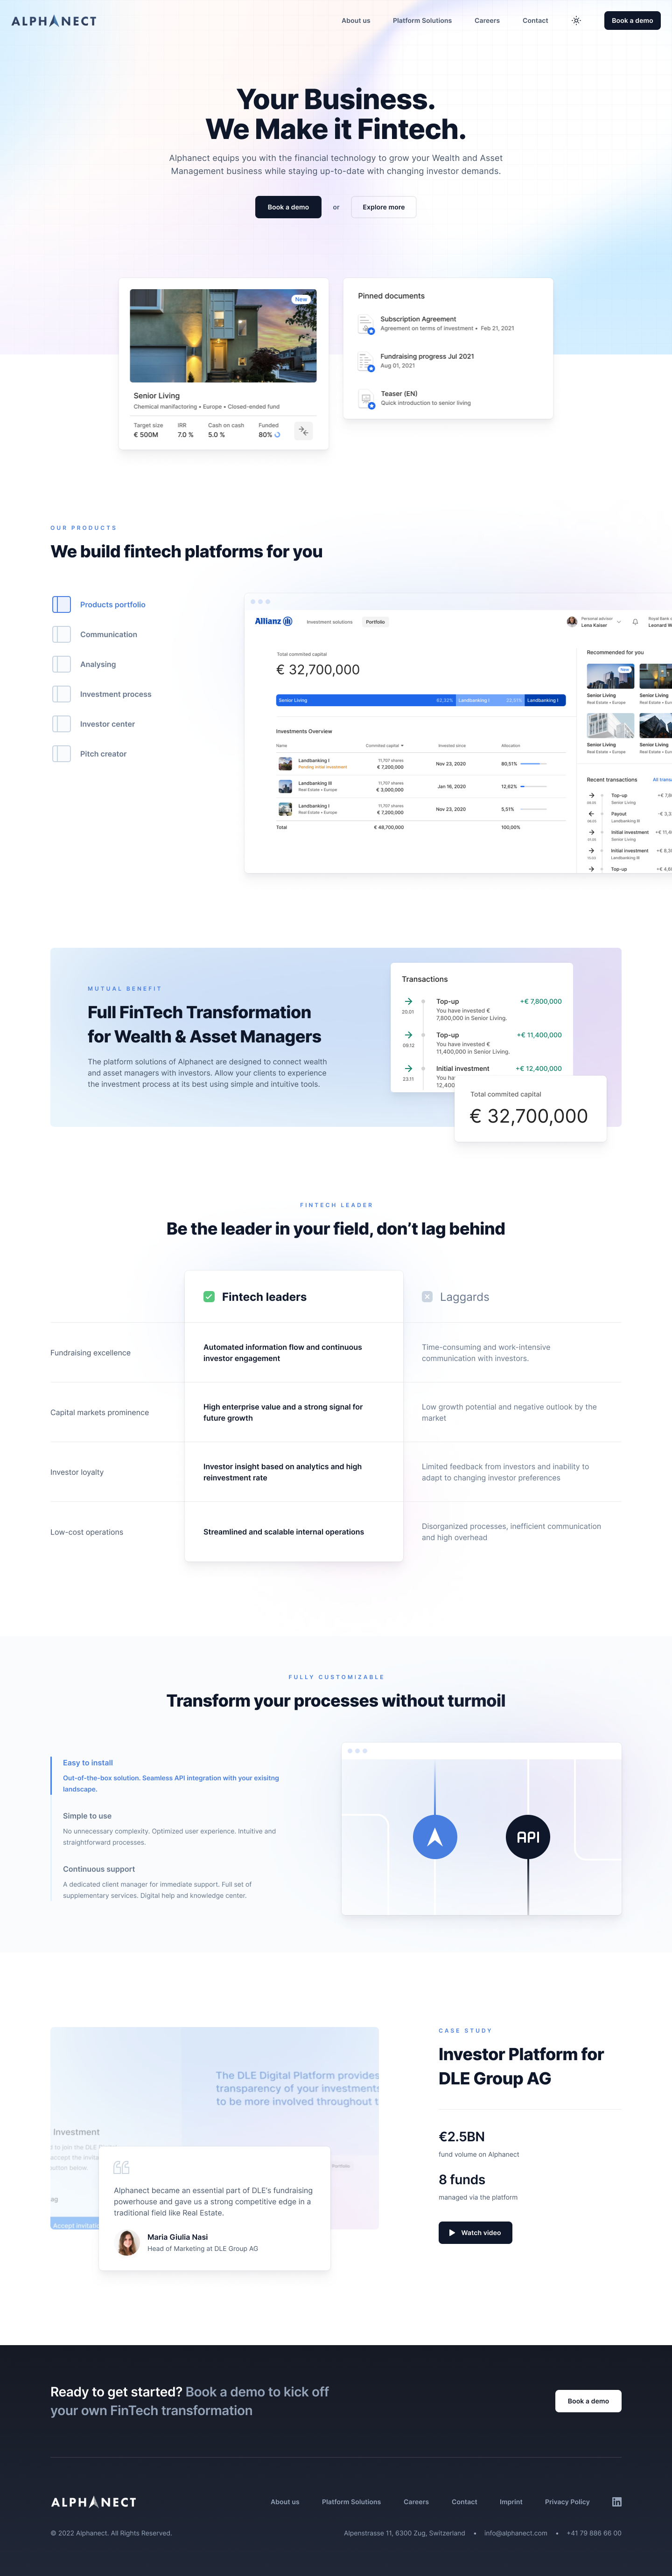 ALPHANECT
About us
Platform Solutions
Careers
Contact
Book a demo
Your Business.
We Make it Fintech.
Alphanect equips you with the financial technology to grow your Wealth and Asset
Management business while staying up-to-date with changing investor demands.
Book a demo
or
Explore more
New
Senior Living
Chemical manifactoring • Europe • Closed-ended fund
Target size
IRR
Cash on cash
Funded
€ 500M
7.0 %
5.0 %
80%
Pinned documents
Subscription Agreement
Agreement on terms of investment • Feb 21, 2021
Fundraising progress Jul 2021
Aug 01, 2021
Teaser (EN)
Quick introduction to senior living
OUR PRODUCTS
We build fintech platforms for you
Products portfolio
Communication
Analysing
Investment process
Investor center
Pitch creator
Allianz
Investment solutions
Portfolio
Personal advisor
Lena Kaiser
Royal Bank
Leonard W
Total commited capital
€ 32,700,000
Senior Living
Landbanking I
Landbanking I
Investments Overview
Name
Commited capital
Invested since
Allocation
Landbanking I
Pending initial investment
11,707 shares
€ 7,200,000
Nov 23, 2020
80,51%
Landbanking III
Real Estate • Europe
11,707 shares
€ 3,000,000
Jan 16, 2020
12,62%
Landbanking I
Real Estate • Europe
11,707 shares
€ 7,200,000
Nov 23, 2020
5,51%
Total
€ 48,700,000
100,00%
Recommended for you
New
Senior Living
Senior Living
Real Estate • Europe
Real Estate • Eur
Senior Living
Senior Living
Real Estate • Europe
Real Estate • Eur
Recent transactions
All transa
Top-up
Senior Living
Payout
Landbanking III
Initial investment
Senior Living
Initial investment
Landbanking III
Top-up
MUTUAL BENEFIT
Full FinTech Transformation
for Wealth & Asset Managers
The platform solutions of Alphanect are designed to connect wealth
and asset managers with investors. Allow your clients to experience
the investment process at its best using simple and intuitive tools.
Transactions
Top-up
+€ 7,800,000
20.01
You have invested €
7,800,000 in Senior Living.
Top-up
+€ 11,400,000
09.12
You have invested €
11,400,000 in Senior Living.
Initial investment
+€ 12,400,000
23.11
You hav
12,400
Total commited capital
€ 32,700,000
FINTECH LEADER
Be the leader in your field, don’t lag behind
Fintech leaders
Laggards
Fundraising excellence
Automated information flow and continuous
investor engagement
Time-consuming and work-intensive
communication with investors.
Capital markets prominence
High enterprise value and a strong signal for
future growth
Low growth potential and negative outlook by the
market
Investor loyalty
Investor insight based on analytics and high
reinvestment rate
Limited feedback from investors and inability to
adapt to changing investor preferences
Low-cost operations
Streamlined and scalable internal operations
Disorganized processes, inefficient communication
and high overhead
FULLY CUSTOMIZABLE
Transform your processes without turmoil
Easy to install
Out-of-the-box solution. Seamless API integration with your exisitng
landscape.
Simple to use
No unnecessary complexity. Optimized user experience. Intuitive and
straightforward processes.
Continuous support
A dedicated client manager for immediate support. Full set of
supplementary services. Digital help and knowledge center.
API
The DLE Digital Platform provides
transparency of your investments
to be more involved throughout t
Investment
Accept Invitatio
Portfolio
Alphanect became an essential part of DLE's fundraising
powerhouse and gave us a strong competitive edge in a
traditional field like Real Estate.
Maria Giulia Nasi
Head of Marketing at DLE Group AG
CASE STUDY
Investor Platform for
DLE Group AG
€2.5BN
fund volume on Alphanect
8 funds
managed via the platform
Watch video
Ready to get started? Book a demo to kick off
your own FinTech transformation
Book a demo
ALPHANECT
About us
Platform Solutions
Careers
Contact
Imprint
Privacy Policy
© 2022 Alphanect. All Rights Reserved.
Alpenstrasse 11, 6300 Zug, Switzerland • info@alphanect.com • +41 79 886 66 00